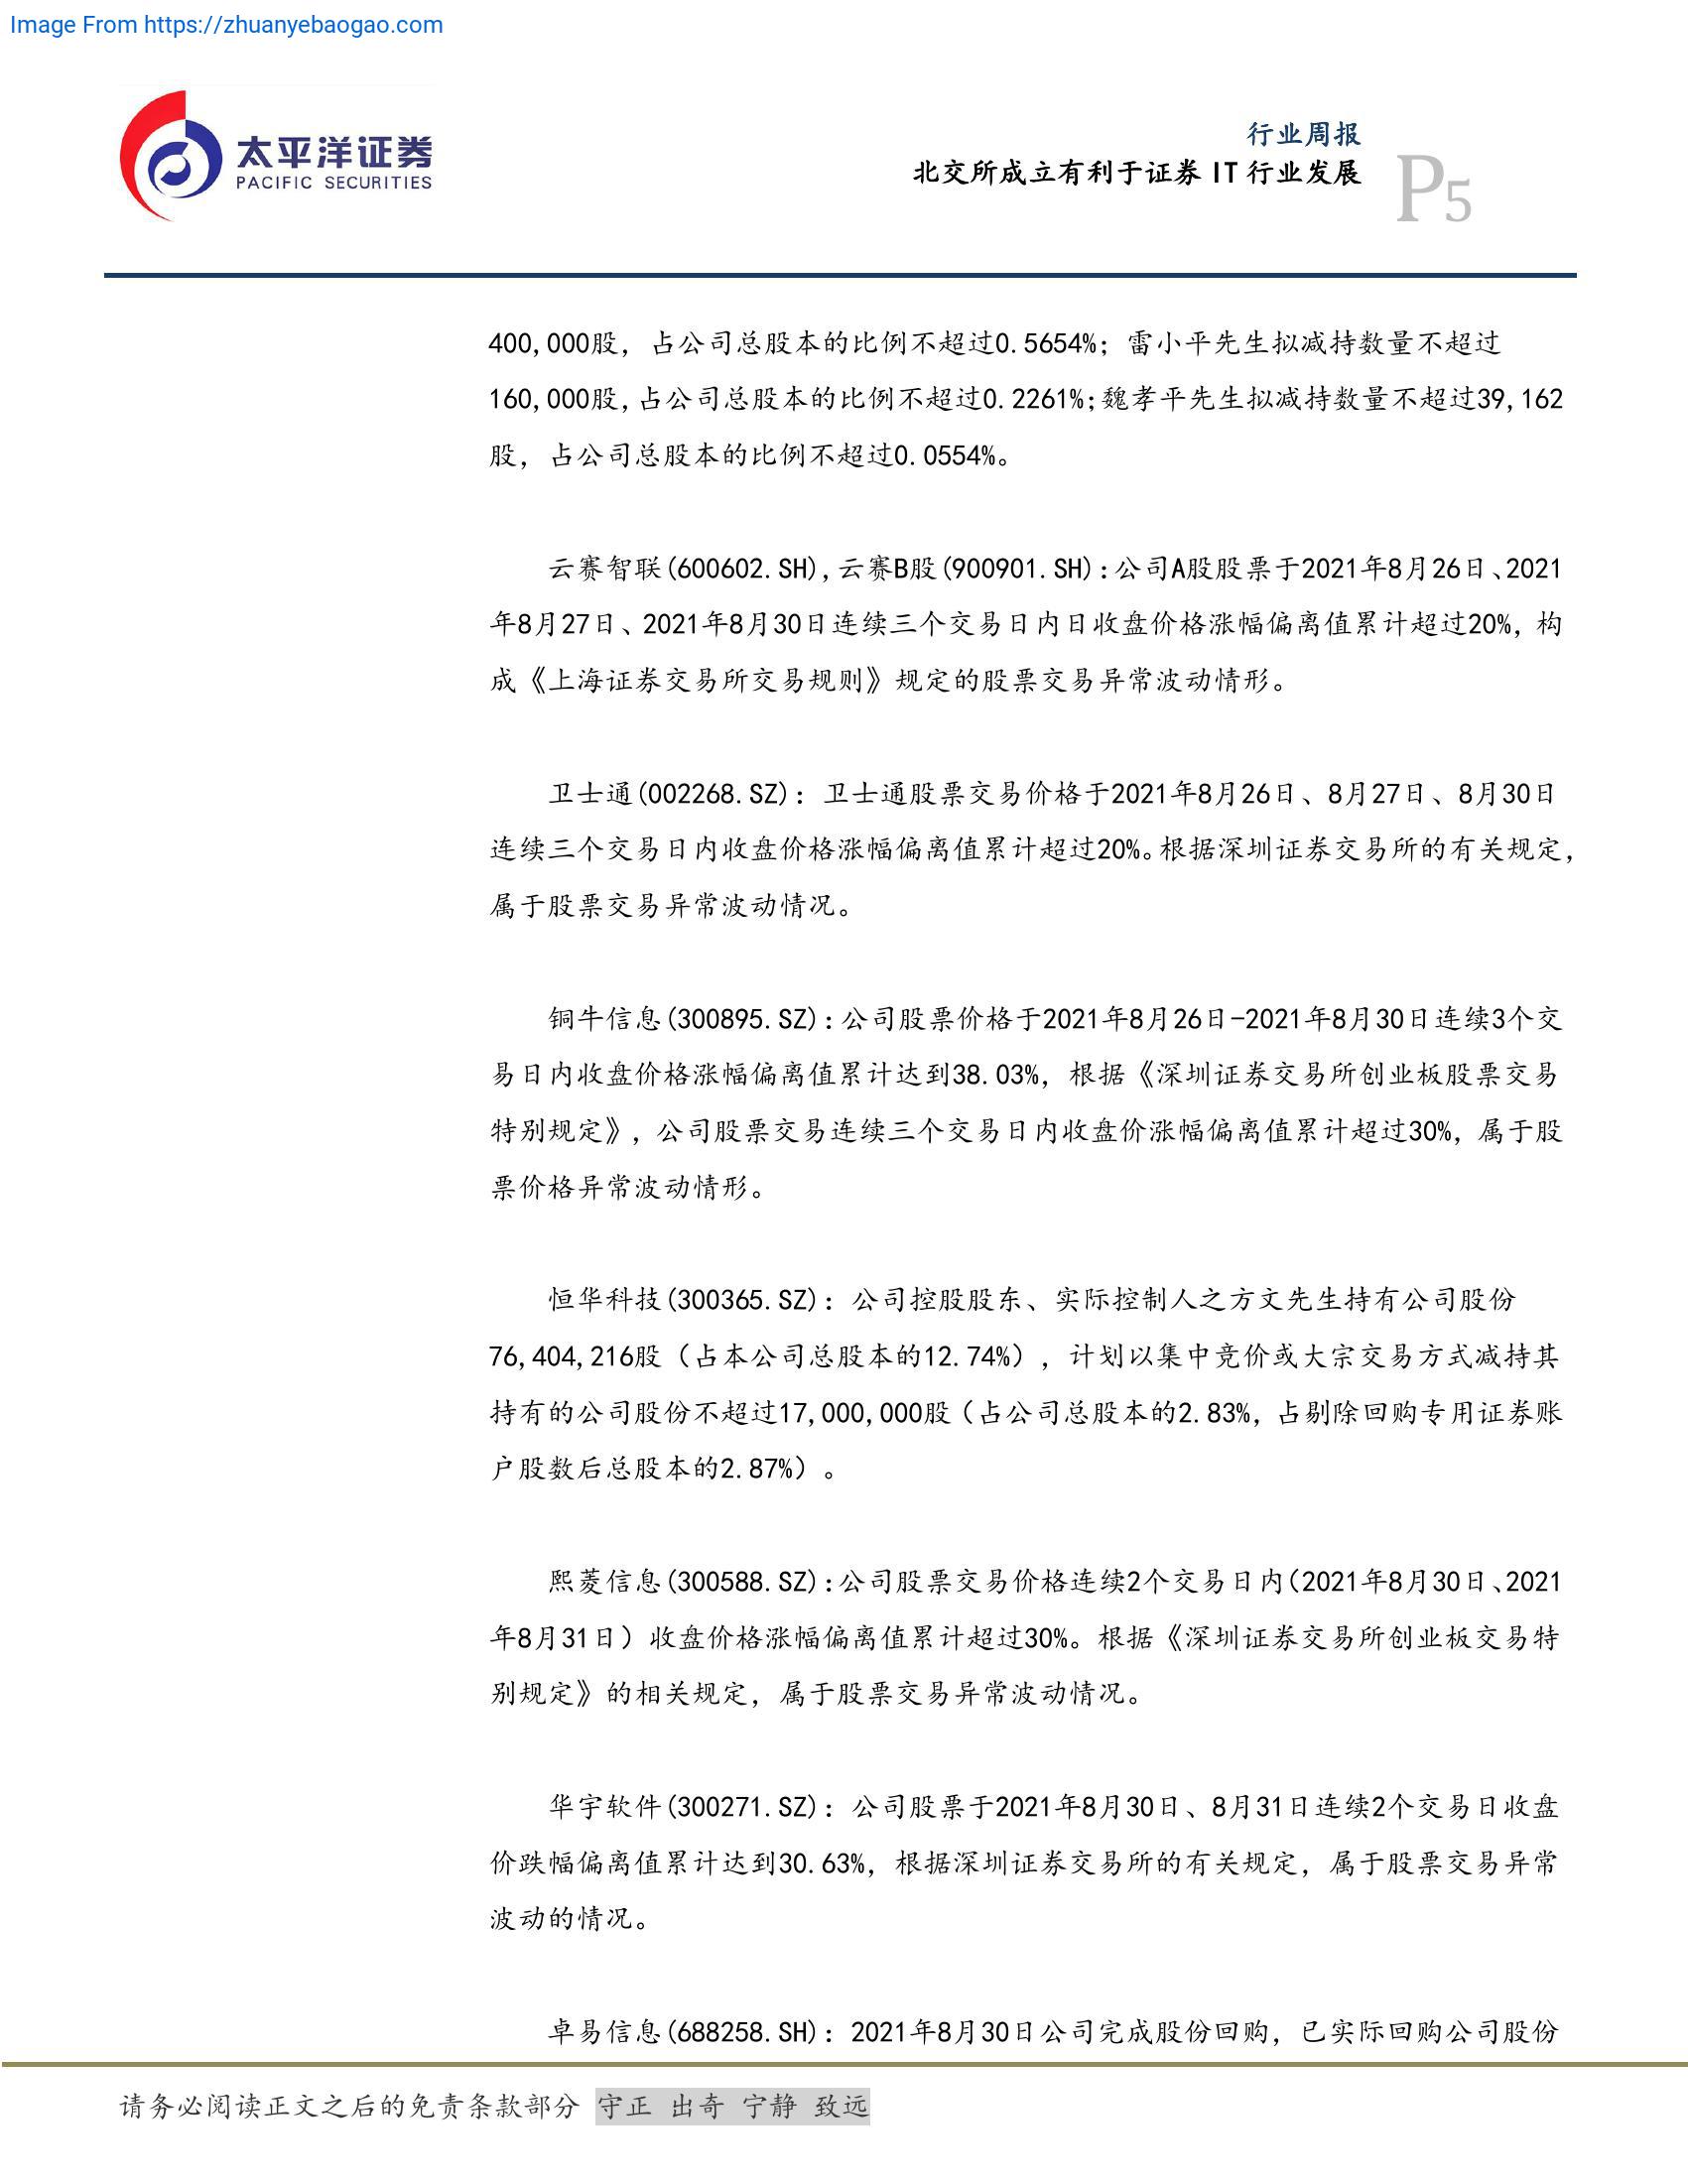 Image From https://zhuanyebaogao.com
太平洋证券
PACIFIC SECURITIES
行业周报
北交所成立有利于证券 IT 行业发展
P5
400,000股，占公司总股本的比例不超过0.5654%；雷小平先生拟减持数量不超过
160,000股,占公司总股本的比例不超过0.2261%;魏孝平先生拟减持数量不超过39,162
股，占公司总股本的比例不超过0.0554%。
云赛智联(600602.SH),云赛B股(900901.SH):公司A股股票于2021年8月26日、2021
年8月27日、2021年8月30日连续三个交易日内日收盘价格涨幅偏离值累计超过20%，构
成《上海证券交易所交易规则》规定的股票交易异常波动情形。
卫士通(002268.SZ)：卫士通股票交易价格于2021年8月26日、8月27日、8月30日
连续三个交易日内收盘价格涨幅偏离值累计超过20%。根据深圳证券交易所的有关规定，
属于股票交易异常波动情况。
铜牛信息(300895.SZ):公司股票价格于2021年8月26日-2021年8月30日连续3个交
易日内收盘价格涨幅偏离值累计达到38.03%，根据《深圳证券交易所创业板股票交易
特别规定》，公司股票交易连续三个交易日内收盘价涨幅偏离值累计超过30%，属于股
票价格异常波动情形。
恒华科技(300365.SZ)：公司控股股东、实际控制人之方文先生持有公司股份
76,404,216股（占本公司总股本的12.74%），计划以集中竞价或大宗交易方式减持其
持有的公司股份不超过17,000,000股（占公司总股本的2.83%，占剔除回购专用证券账
户股数后总股本的2.87%）。
熙菱信息(300588.SZ):公司股票交易价格连续2个交易日内（2021年8月30日、2021
年8月31日）收盘价格涨幅偏离值累计超过30%。根据《深圳证券交易所创业板交易特
别规定》的相关规定，属于股票交易异常波动情况。
华宇软件(300271.SZ)：公司股票于2021年8月30日、8月31日连续2个交易日收盘
价跌幅偏离值累计达到30.63%，根据深圳证券交易所的有关规定，属于股票交易异常
波动的情况。
卓易信息(688258.SH)：2021年8月30日公司完成股份回购，已实际回购公司股份
请务必阅读正文之后的免责条款部分 守正 出奇 宁静 致远